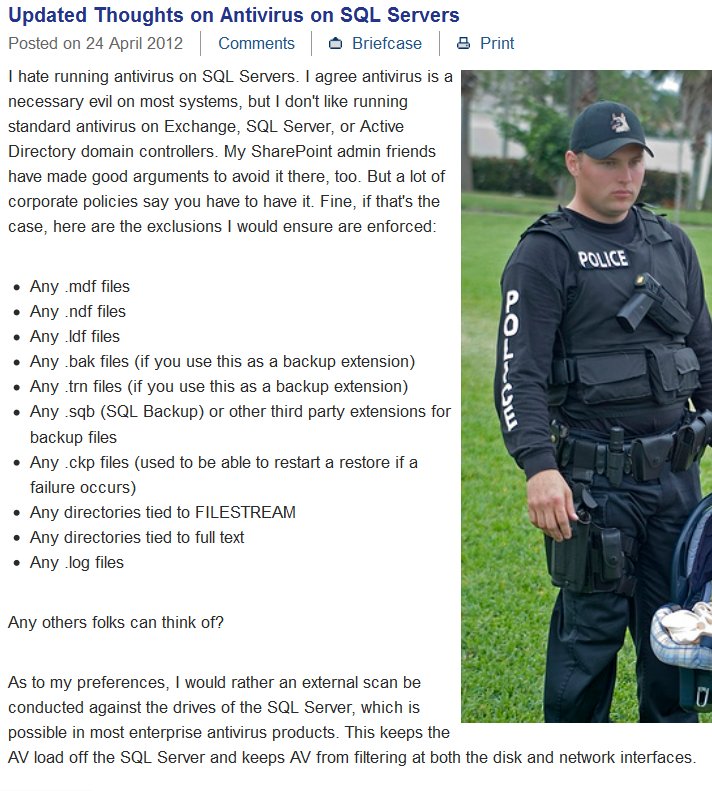 Updated Thoughts on Antivirus on SQL Servers
Posted on 24 April 2012 Comments Briefcase Print
I hate running antivirus on SQL Servers. I agree antivirus is a
necessary evil on most systems, but I don't like running
standard antivirus on Exchange, SQL Server, or Active
Directory domain controllers. My SharePoint admin friends
have made good arguments to avoid it there, too. But a lot of
corporate policies say you have to have it. Fine, if that's the
case, here are the exclusions I would ensure are enforced:
Any .mdf files
Any .ndf files
Any .ldf files
Any .bak files (if you use this as a backup extension)
Any .trn files (if you use this as a backup extension)
Any .sqb (SQL Backup) or other third party extensions for
backup files
Any .ckp files (used to be able to restart a restore if a
failure occurs)
Any directories tied to FILESTREAM
Any directories tied to full text
Any .log files
Any others folks can think of?
As to my preferences, I would rather an external scan be
conducted against the drives of the SQL Server, which is
possible in most enterprise antivirus products. This keeps the
AV load off the SQL Server and keeps AV from filtering at both the disk and network interfaces.
POLICE
POLICE